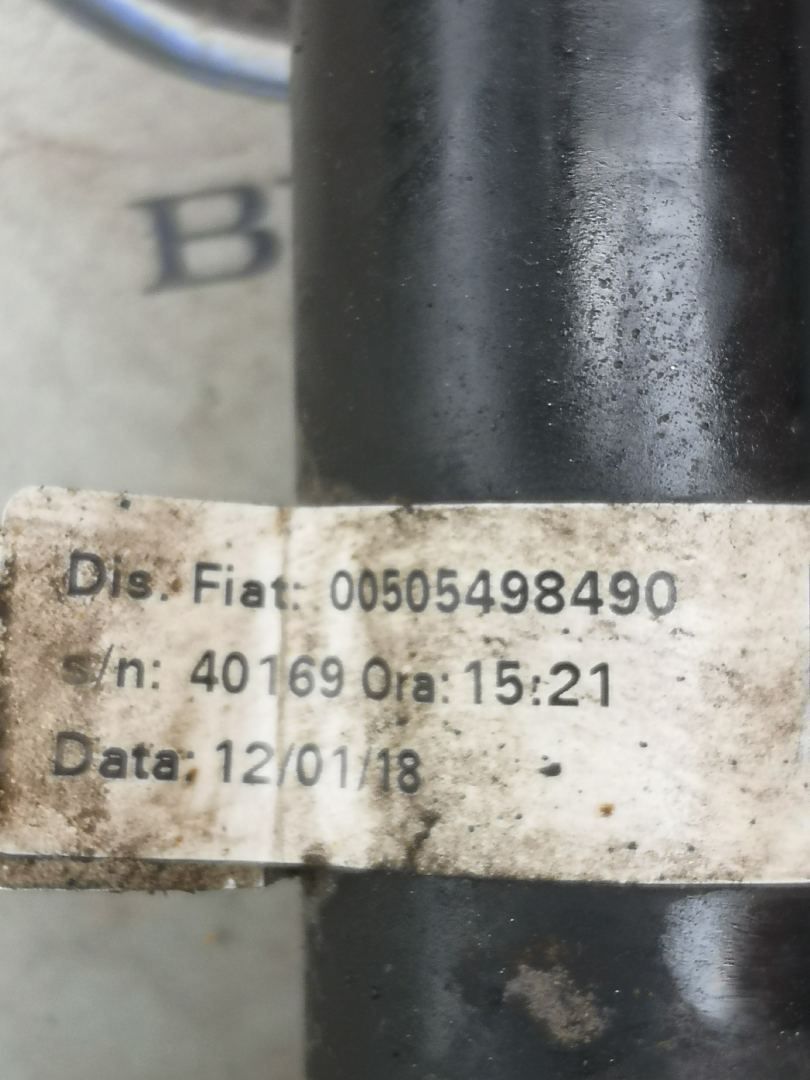 B
Dis. Fiat: 00505498490
s/n: 40169 Ora: 15:21
Data: 12/01/18